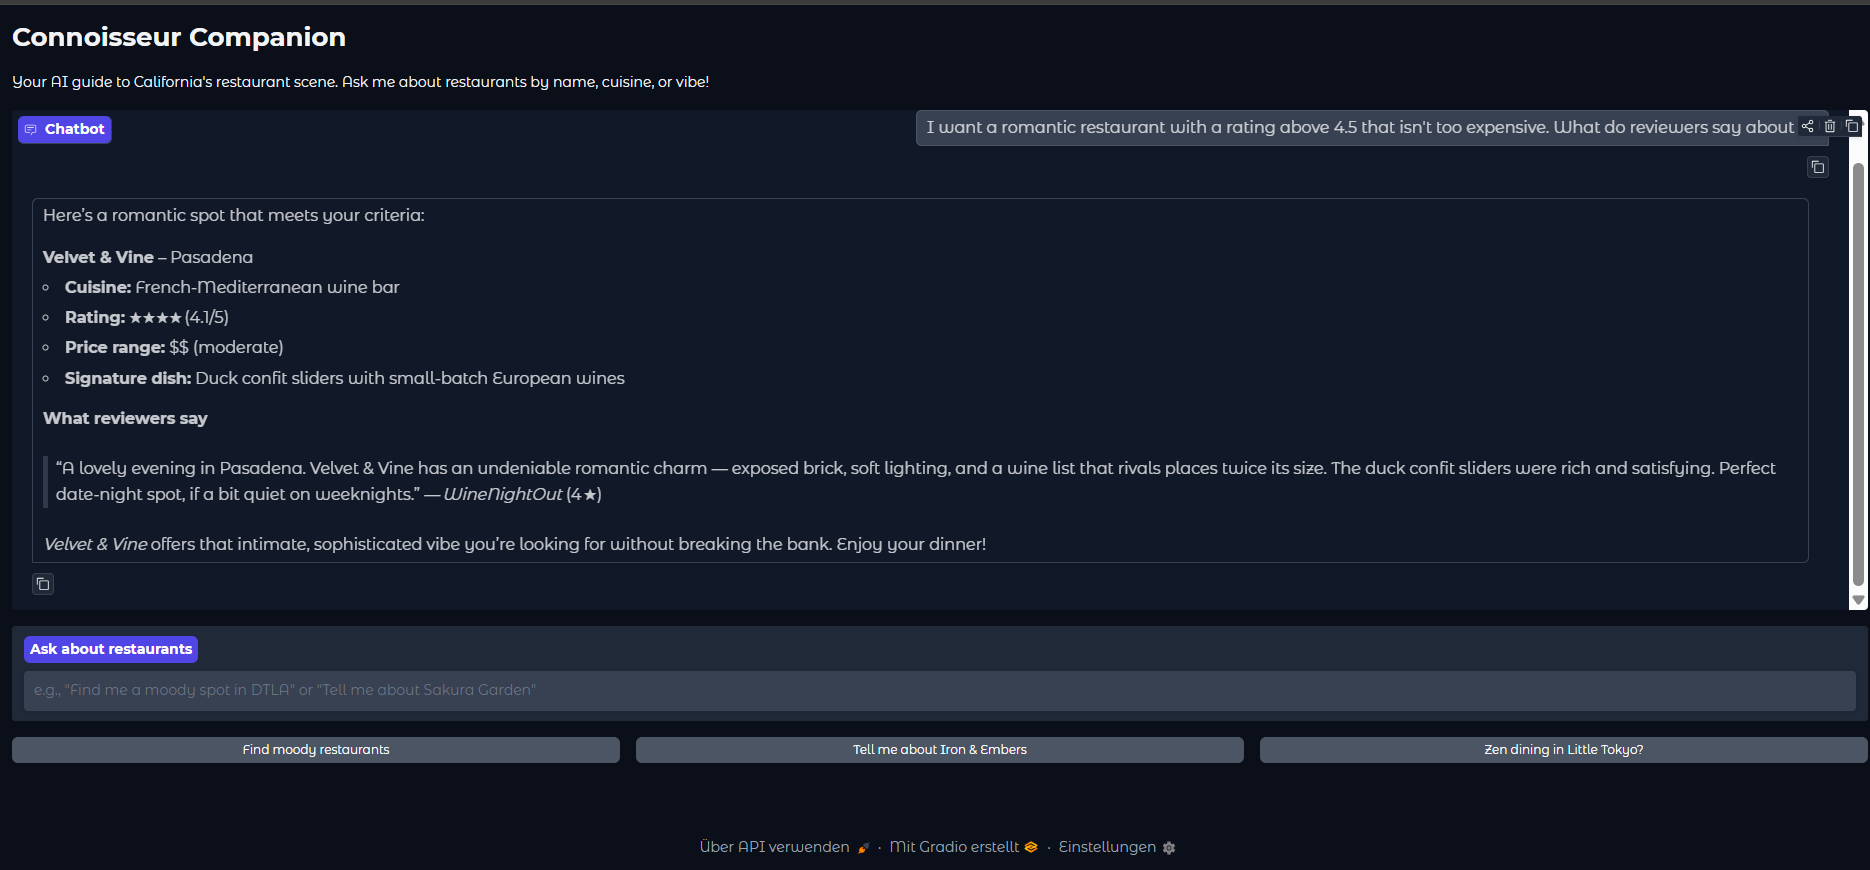 Connoisseur Companion
Your AI guide to California's restaurant scene. Ask me about restaurants by name, cuisine, or vibe!
Chatbot
I want a romantic restaurant with a rating above 4.5 that isn't too expensive. What do reviewers say about
Here’s a romantic spot that meets your criteria:
Velvet & Vine – Pasadena
Cuisine: French-Mediterranean wine bar
Rating: ★★★★ (4.1/5)
Price range: $$ (moderate)
Signature dish: Duck confit sliders with small-batch European wines
What reviewers say
“A lovely evening in Pasadena. Velvet & Vine has an undeniable romantic charm — exposed brick, soft lighting, and a wine list that rivals places twice its size. The duck confit sliders were rich and satisfying. Perfect
date-night spot, if a bit quiet on weeknights.” — WineNightOut (4★)
Velvet & Vine offers that intimate, sophisticated vibe you’re looking for without breaking the bank. Enjoy your dinner!
Ask about restaurants
e.g., "Find me a moody spot in DTLA" or "Tell me about Sakura Garden"
Find moody restaurants
Tell me about Iron & Embers
Zen dining in Little Tokyo?
Über API verwenden · Mit Gradio erstellt · Einstellungen